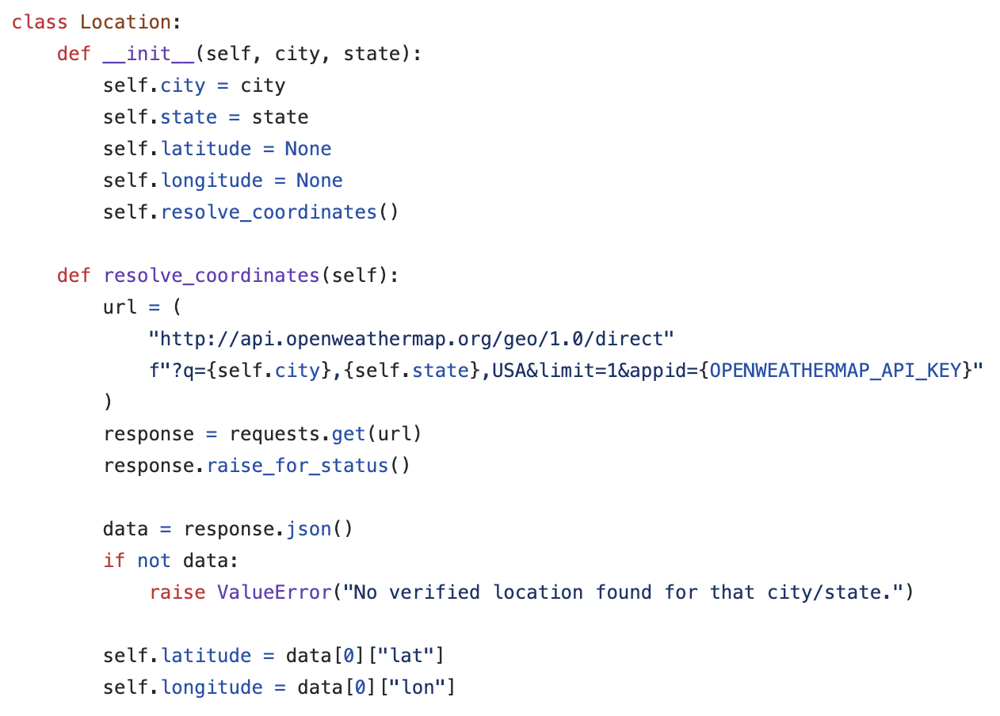 class Location:
    def __init__(self, city, state):
        self.city = city
        self.state = state
        self.latitude = None
        self.longitude = None
        self.resolve_coordinates()

    def resolve_coordinates(self):
        url = (
            "http://api.openweathermap.org/geo/1.0/direct"
            f"?q={self.city},{self.state},USA&limit=1&appid={OPENWEATHERMAP_API_KEY}"
        )
        response = requests.get(url)
        response.raise_for_status()

        data = response.json()
        if not data:
            raise ValueError("No verified location found for that city/state.")

        self.latitude = data[0]["lat"]
        self.longitude = data[0]["lon"]